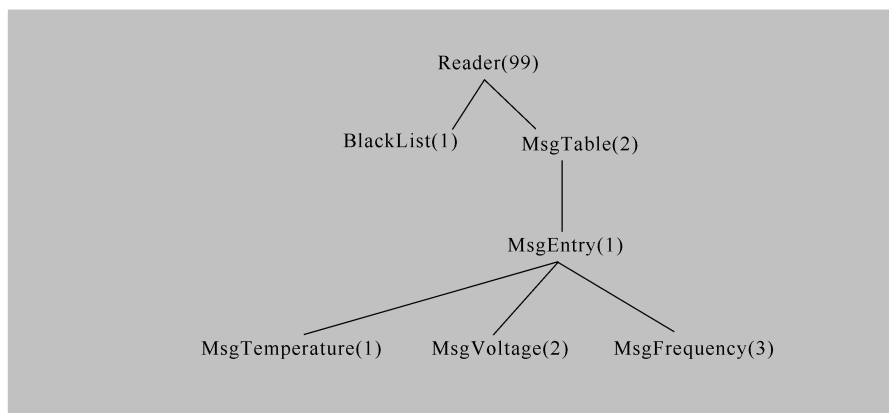 Reader(99)
BlackList(1)
MsgTable(2)
MsgEntry(1)
MsgTemperature(1)
MsgVoltage(2)
MsgFrequency(3)